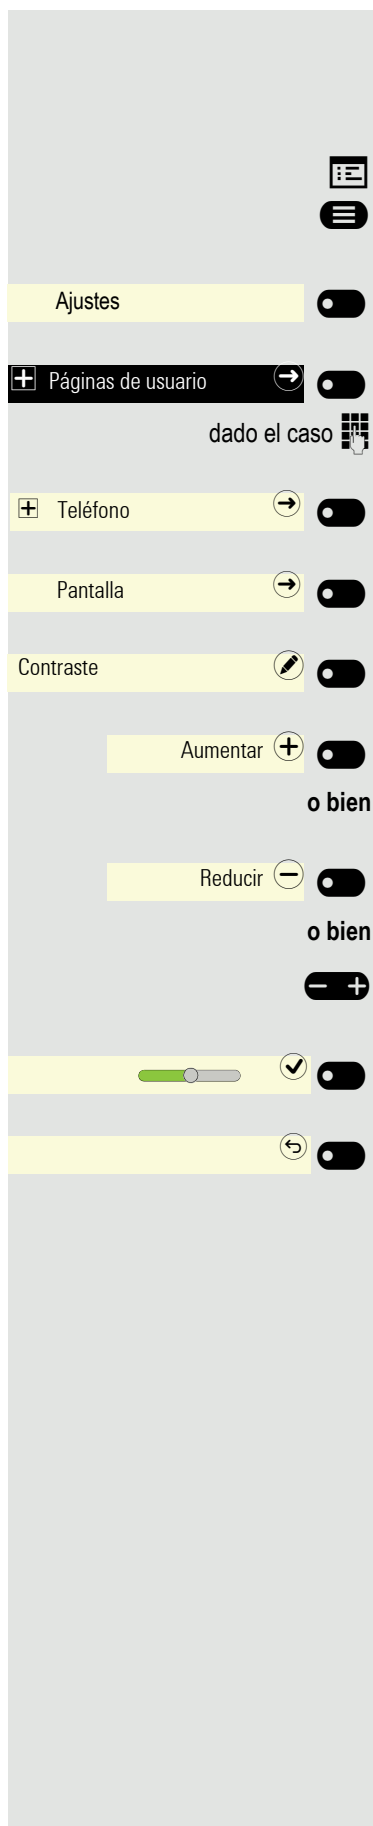 Ajustes
Páginas de usuario
dado el caso
Teléfono
Pantalla
Contraste
Aumentar
o bien
Reducir
o bien